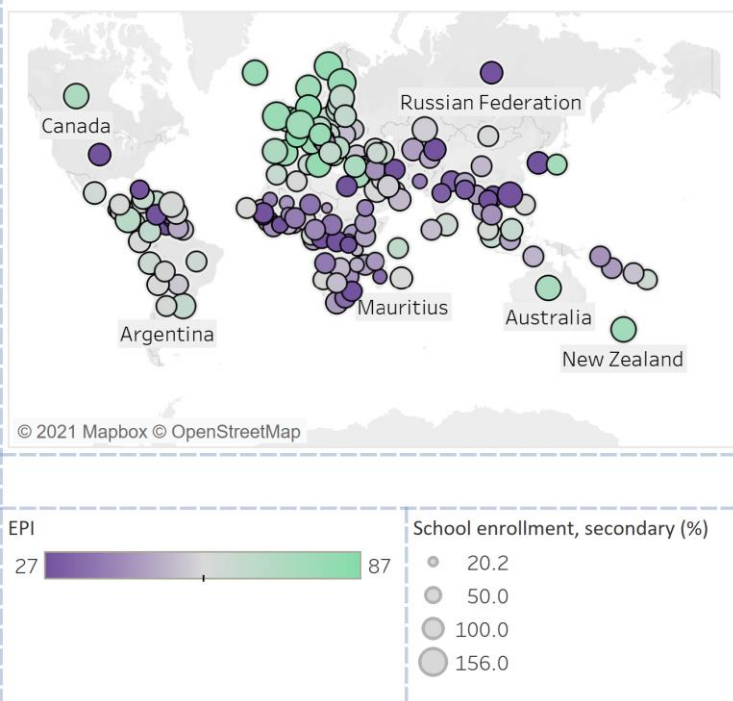 Canada
Russian Federation
Argentina
Mauritius
Australia
New Zealand
© 2021 Mapbox © OpenStreetMap
EPI
27
87
School enrollment, secondary (%)
20.2
50.0
100.0
156.0